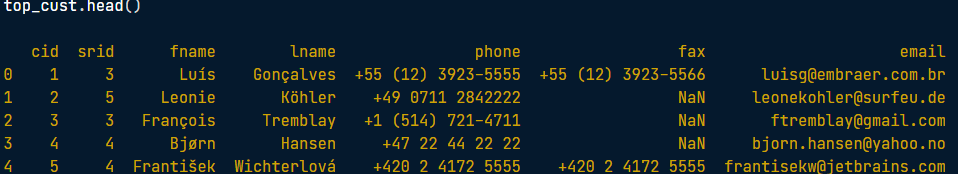 top_cust.head()
cid srid fname lname phone fax email
0 1 3 Luís Gonçalves +55 (12) 3923-5555 +55 (12) 3923-5566 luisg@embraer.com.br
1 2 5 Leonie Köhler +49 0711 2842222 NaN leonekohler@surfeu.de
2 3 3 François Tremblay +1 (514) 721-4711 NaN ftremblay@gmail.com
3 4 4 Bjørn Hansen +47 22 44 22 22 NaN bjorn.hansen@yahoo.no
4 5 4 František Wichterlová +420 2 4172 5555 +420 2 4172 5555 frantisekw@jetbrains.com